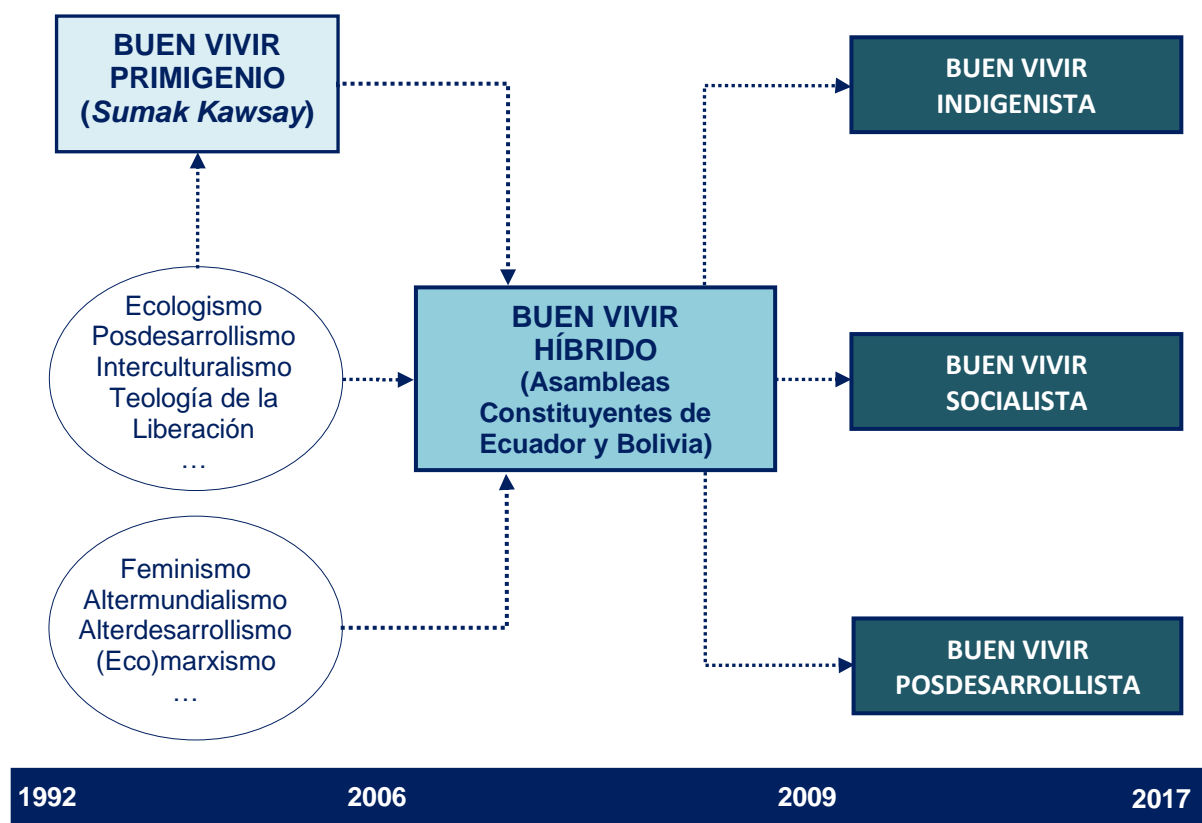 BUEN VIVIR
PRIMIGENIO
(Sumak Kawsay)
BUEN VIVIR
INDIGENISTA
Ecologismo
Posdesarrollismo
Interculturalismo
Teología de la
Liberación
…
BUEN VIVIR
HÍBRIDO
(Asambleas
Constituyentes de
Ecuador y Bolivia)
BUEN VIVIR
SOCIALISTA
Feminismo
Altermundialismo
Alterdesarrollismo
(Eco)marxismo
…
BUEN VIVIR
POSDESARROLLISTA
1992 2006 2009 2017